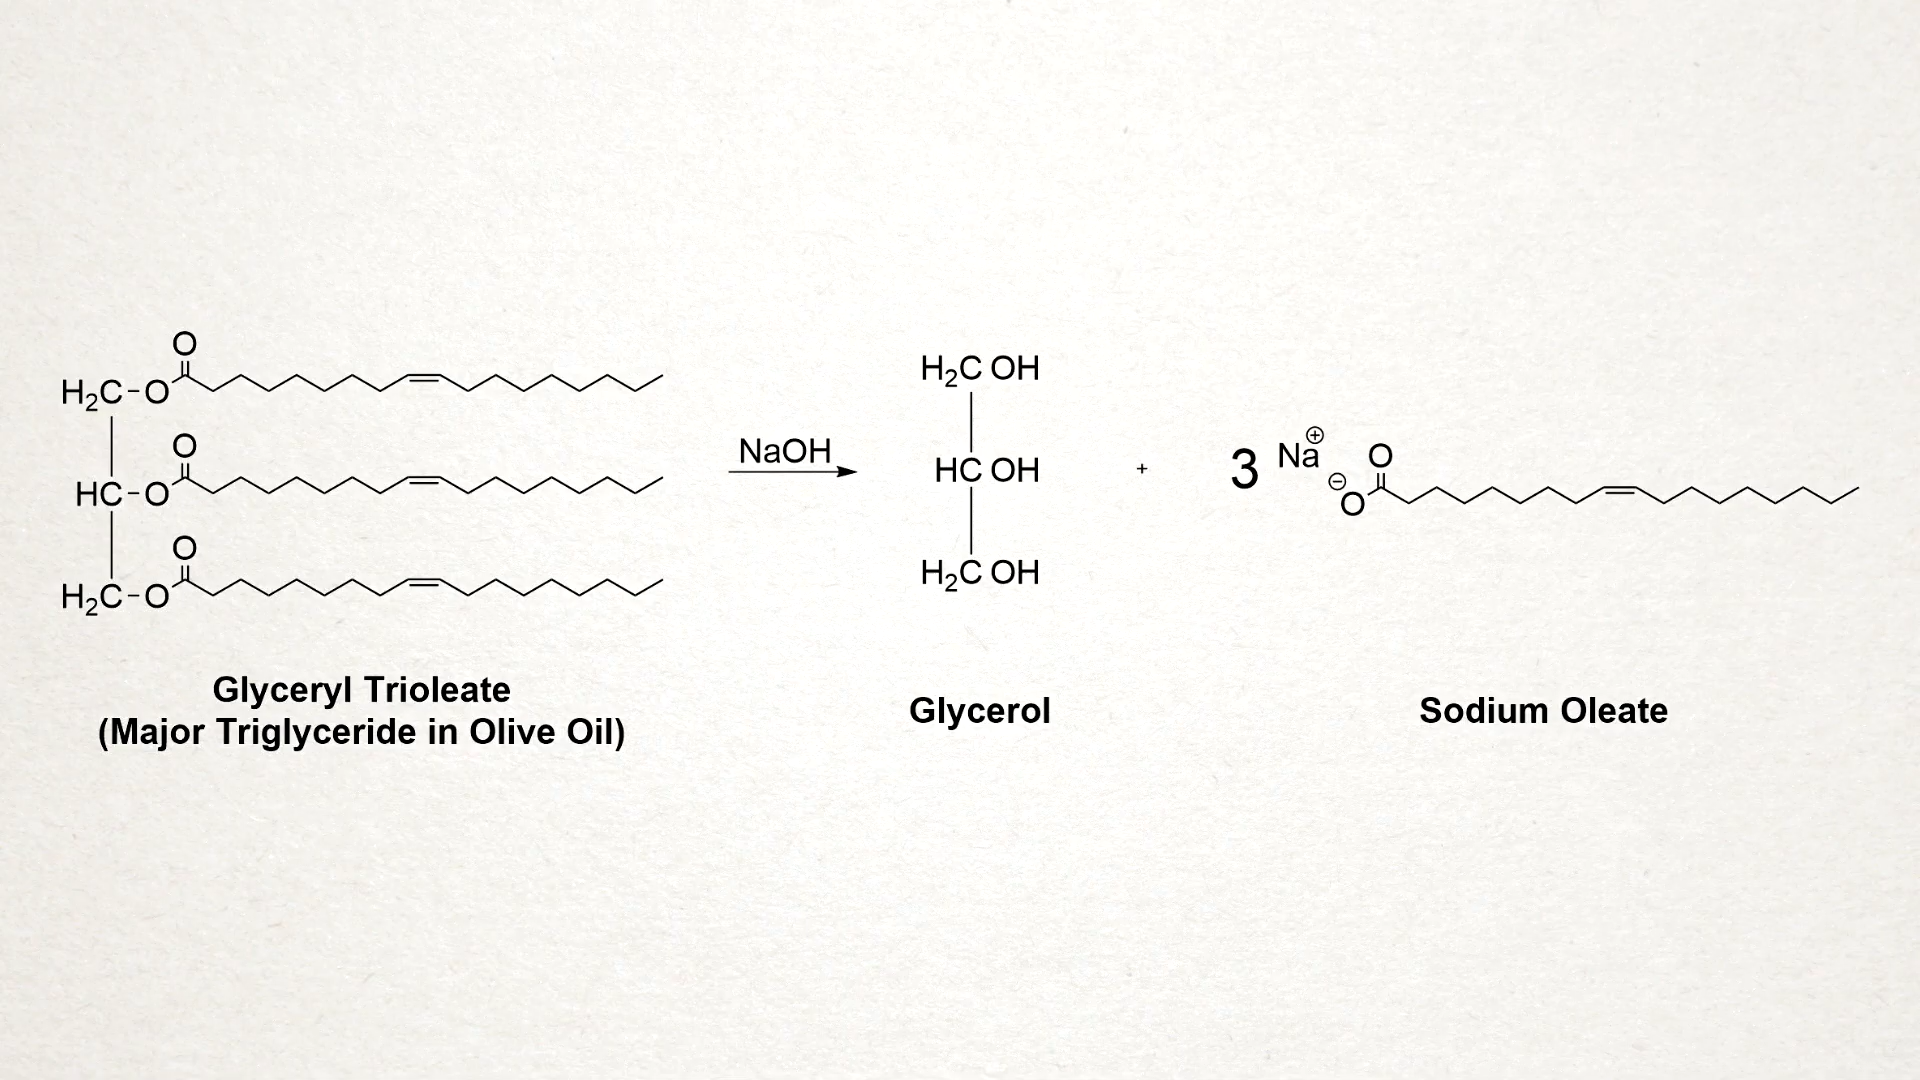 O
H₂C-O
O
HC-O
O
H₂C-O
Glyceryl Trioleate
(Major Triglyceride in Olive Oil)
NaOH
H₂C OH
HC OH
H₂C OH
Glycerol
+
3 Na ⊕
⊖ O
O
Sodium Oleate